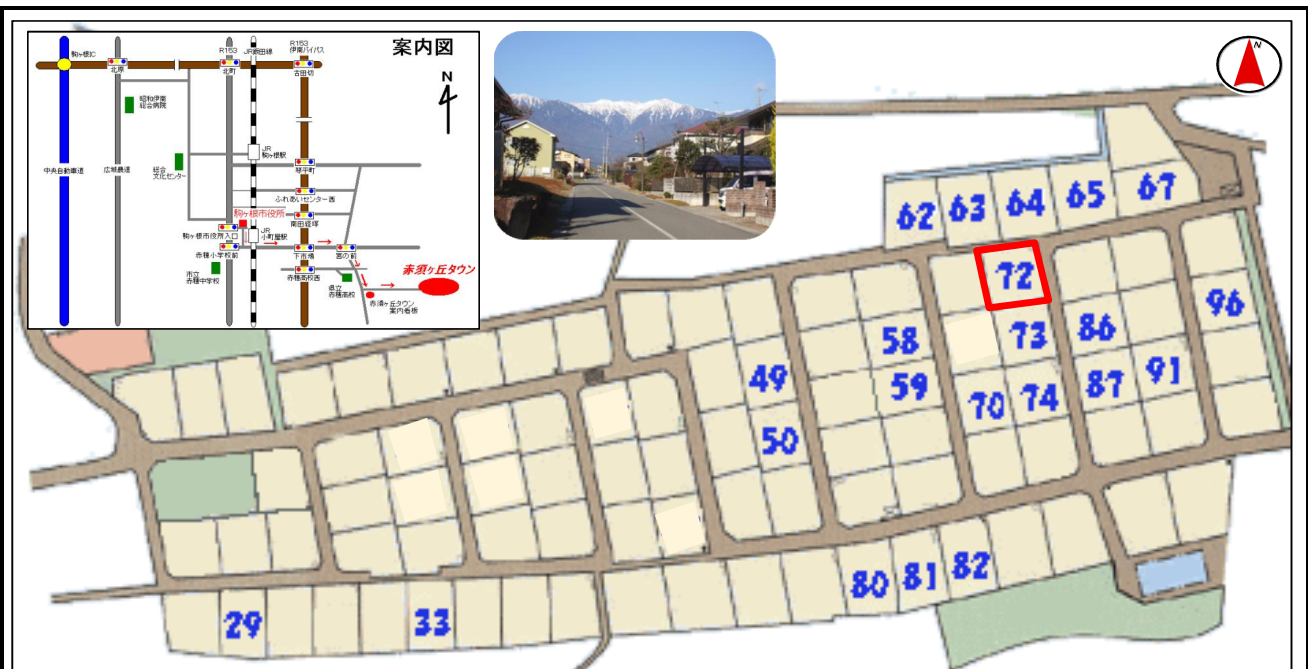 案内図
N
駒ヶ根IC
北原
R153
北町
JR飯田線
R153
伊南バイパス
古田切
昭和伊南
総合病院
中央自動車道
広域農道
総合
文化センター
JR
駒ヶ根駅
琴平町
ふれあいセンター西
駒ヶ根市役所
南田経塚
駒ヶ根市役所入口
JR
小町屋駅
赤穂小学校前
下市場
宮の前
市立
赤穂中学校
赤穂高校西
県立
赤穂高校
赤須ヶ丘タウン
赤須ヶ丘タウン
案内看板
N
62
63
64
65
67
72
73
86
96
58
59
49
50
70
74
87
91
80
81
82
29
33